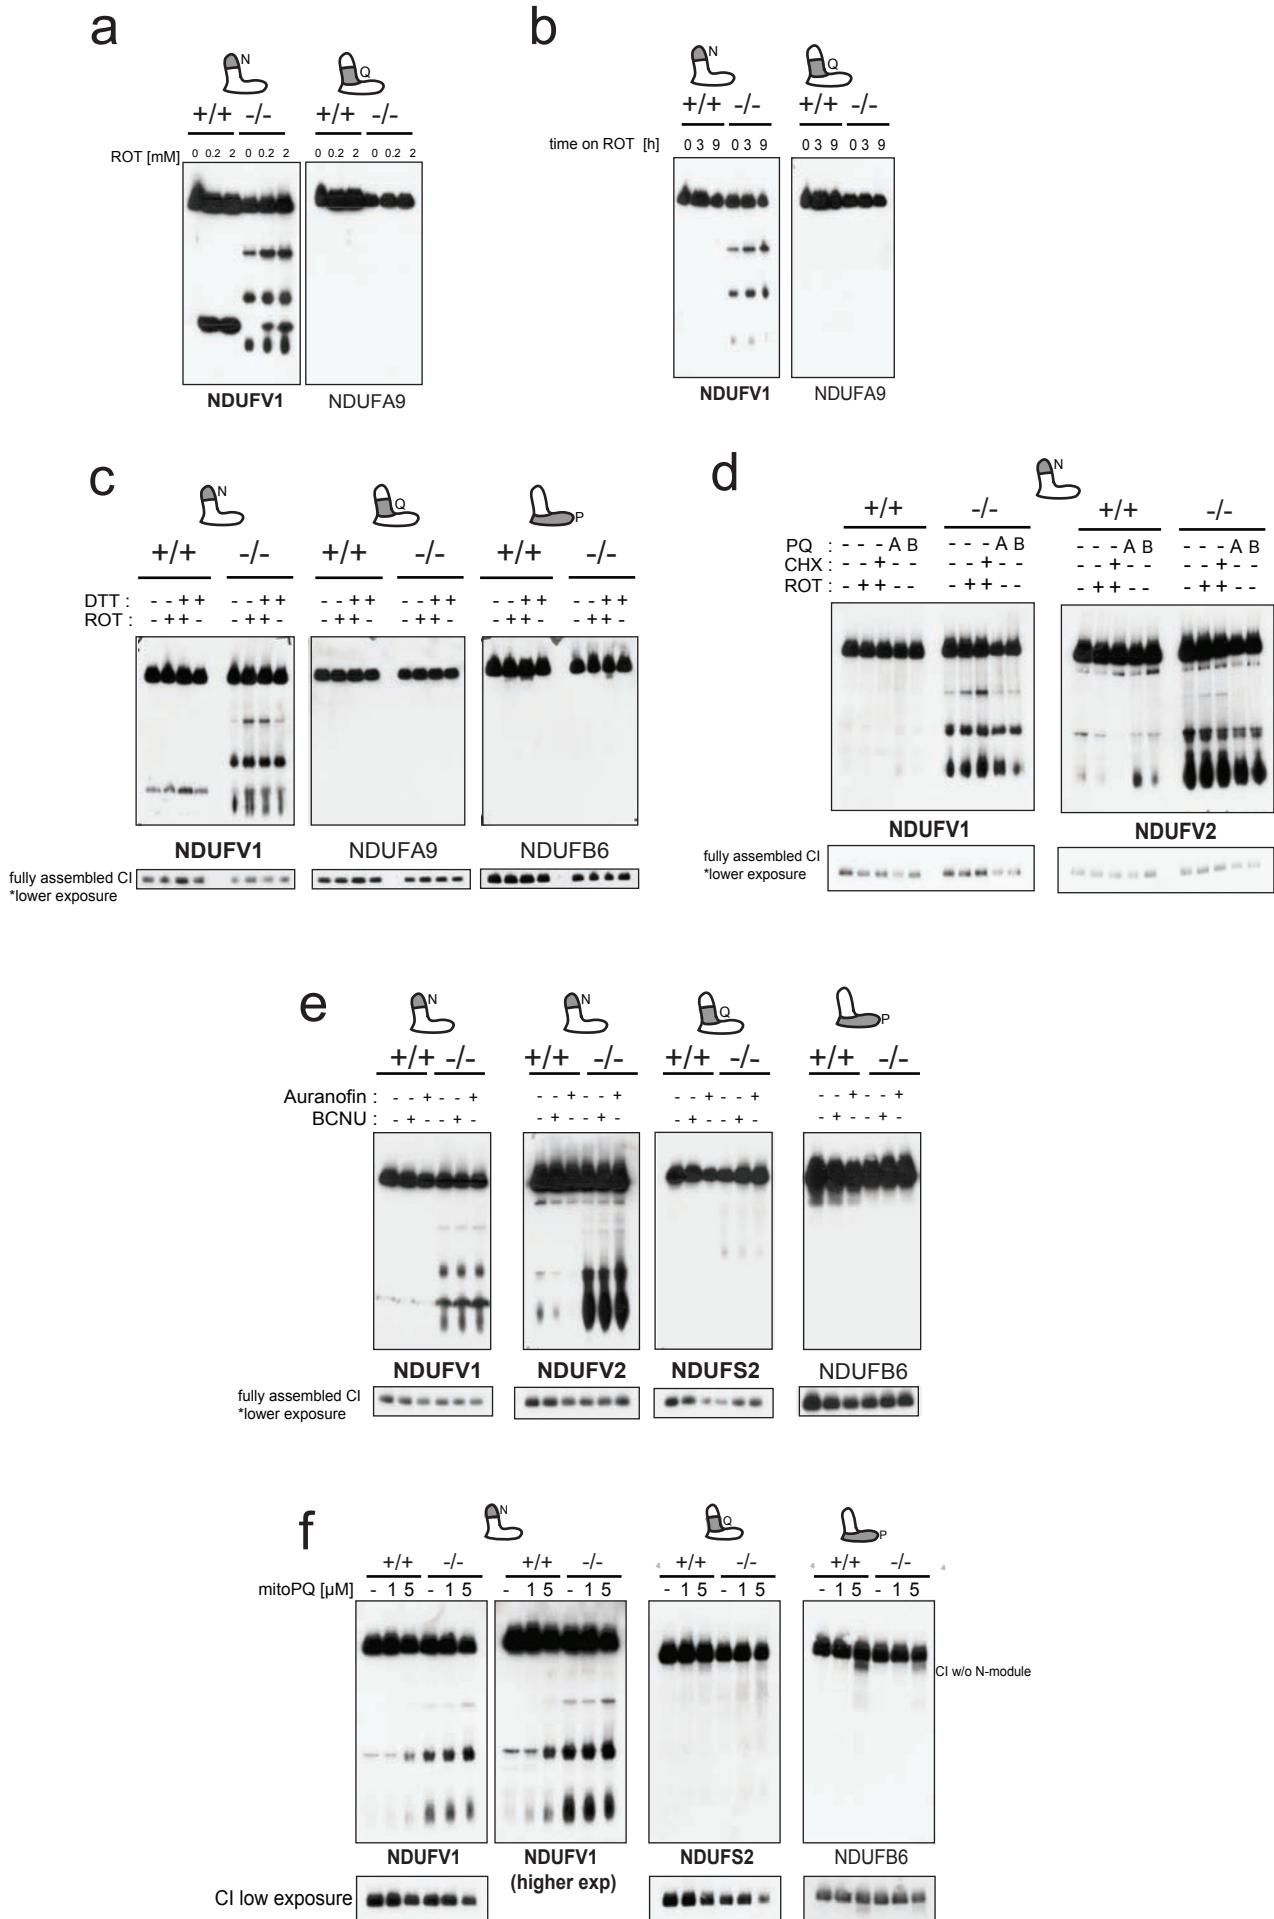 a
N
Q
+/+ -/- +/+ -/-
ROT [mM] 0 0.2 2 0 0.2 2 0 0.2 2 0 0.2 2
NDUFV1 NDUFA9
b
N
Q
+/+ -/- +/+ -/-
time on ROT [h] 0 3 9 0 3 9 0 3 9 0 3 9
NDUFV1 NDUFA9
c
N
Q
P
+/+ -/- +/+ -/- +/+ -/-
DTT : - - + + - - + + - - + + - - + + - - + + - - + +
ROT : - + + - - + + - - + + - - + + - - + + - - + + -
NDUFV1 NDUFA9 NDUFB6
fully assembled CI
*lower exposure
d
N
+/+ -/- +/+ -/-
PQ : - - - A B - - - A B - - - A B - - - A B
CHX : - - + - - - - + - - - - + - - - - + - -
ROT : - + + - - - + + - - - + + - - - + + - -
NDUFV1 NDUFV2
fully assembled CI
*lower exposure
e
N
N
Q
P
+/+ -/- +/+ -/- +/+ -/- +/+ -/-
Auranofin : - - + - - + - - + - - + - - + - - + - - + - - +
BCNU : - + - - + - - + - - + - - + - - + - - + - - + -
NDUFV1 NDUFV2 NDUFS2 NDUFB6
fully assembled CI
*lower exposure
f
N
Q
P
+/+ -/- +/+ -/- 4 +/+ -/- 4 +/+ -/- 4
mitoPQ [µM] - 1 5 - 1 5 - 1 5 - 1 5 - 1 5 - 1 5 - 1 5 - 1 5
CI w/o N-module
NDUFV1 NDUFV1 NDUFS2 NDUFB6
(higher exp)
CI low exposure